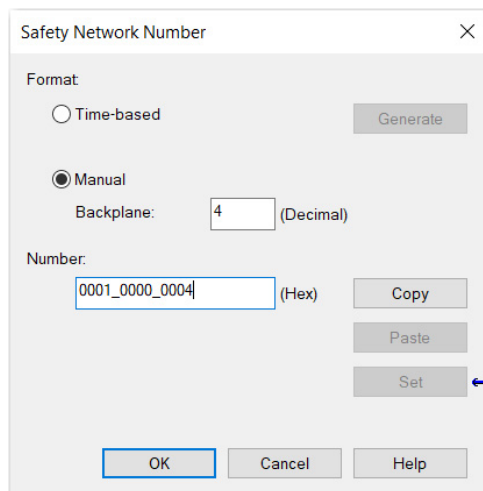 Safety Network Number
Format:
Time-based
Generate
Manual
Backplane: 4 (Decimal)
Number:
0001_0000_0004 (Hex) Copy
Paste
Set
OK Cancel Help